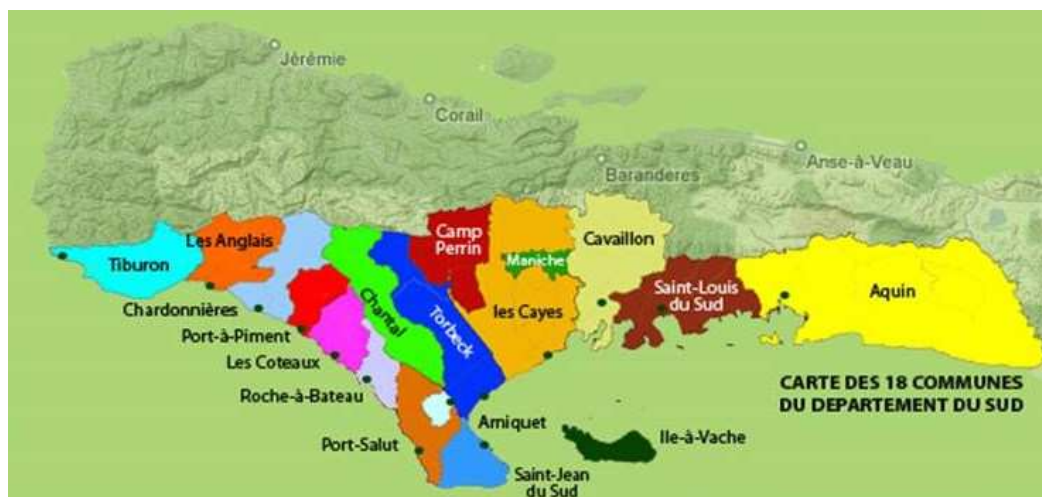 Jérémie
Corail
Anse-à-Veau
Baranderes
Les Anglais
Camp
Perrin
Cavaillon
Tiburon
Maniche
Saint-Louis
du Sud
Aquin
Chardonnières
Chantal
les Cayes
Torbeck
Port-à-Piment
Les Coteaux
Roche-à-Bateau
CARTE DES 18 COMMUNES
DU DEPARTEMENT DU SUD
Arniquet
Port-Salut
Ile-à-Vache
Saint-Jean
du Sud